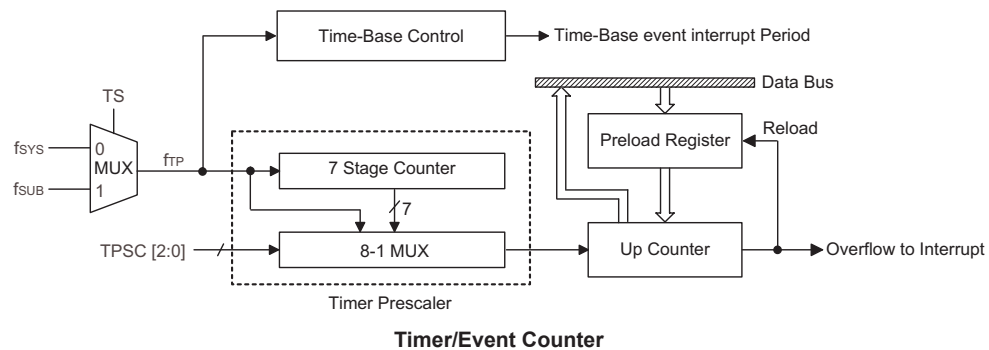 Time-Base Control
Time-Base event interrupt Period
Data Bus
TS
Preload Register
Reload
fSYS
0
MUX
fTP
7 Stage Counter
fSUB
1
7
TPSC [2:0]
8-1 MUX
Up Counter
Overflow to Interrupt
Timer Prescaler
Timer/Event Counter